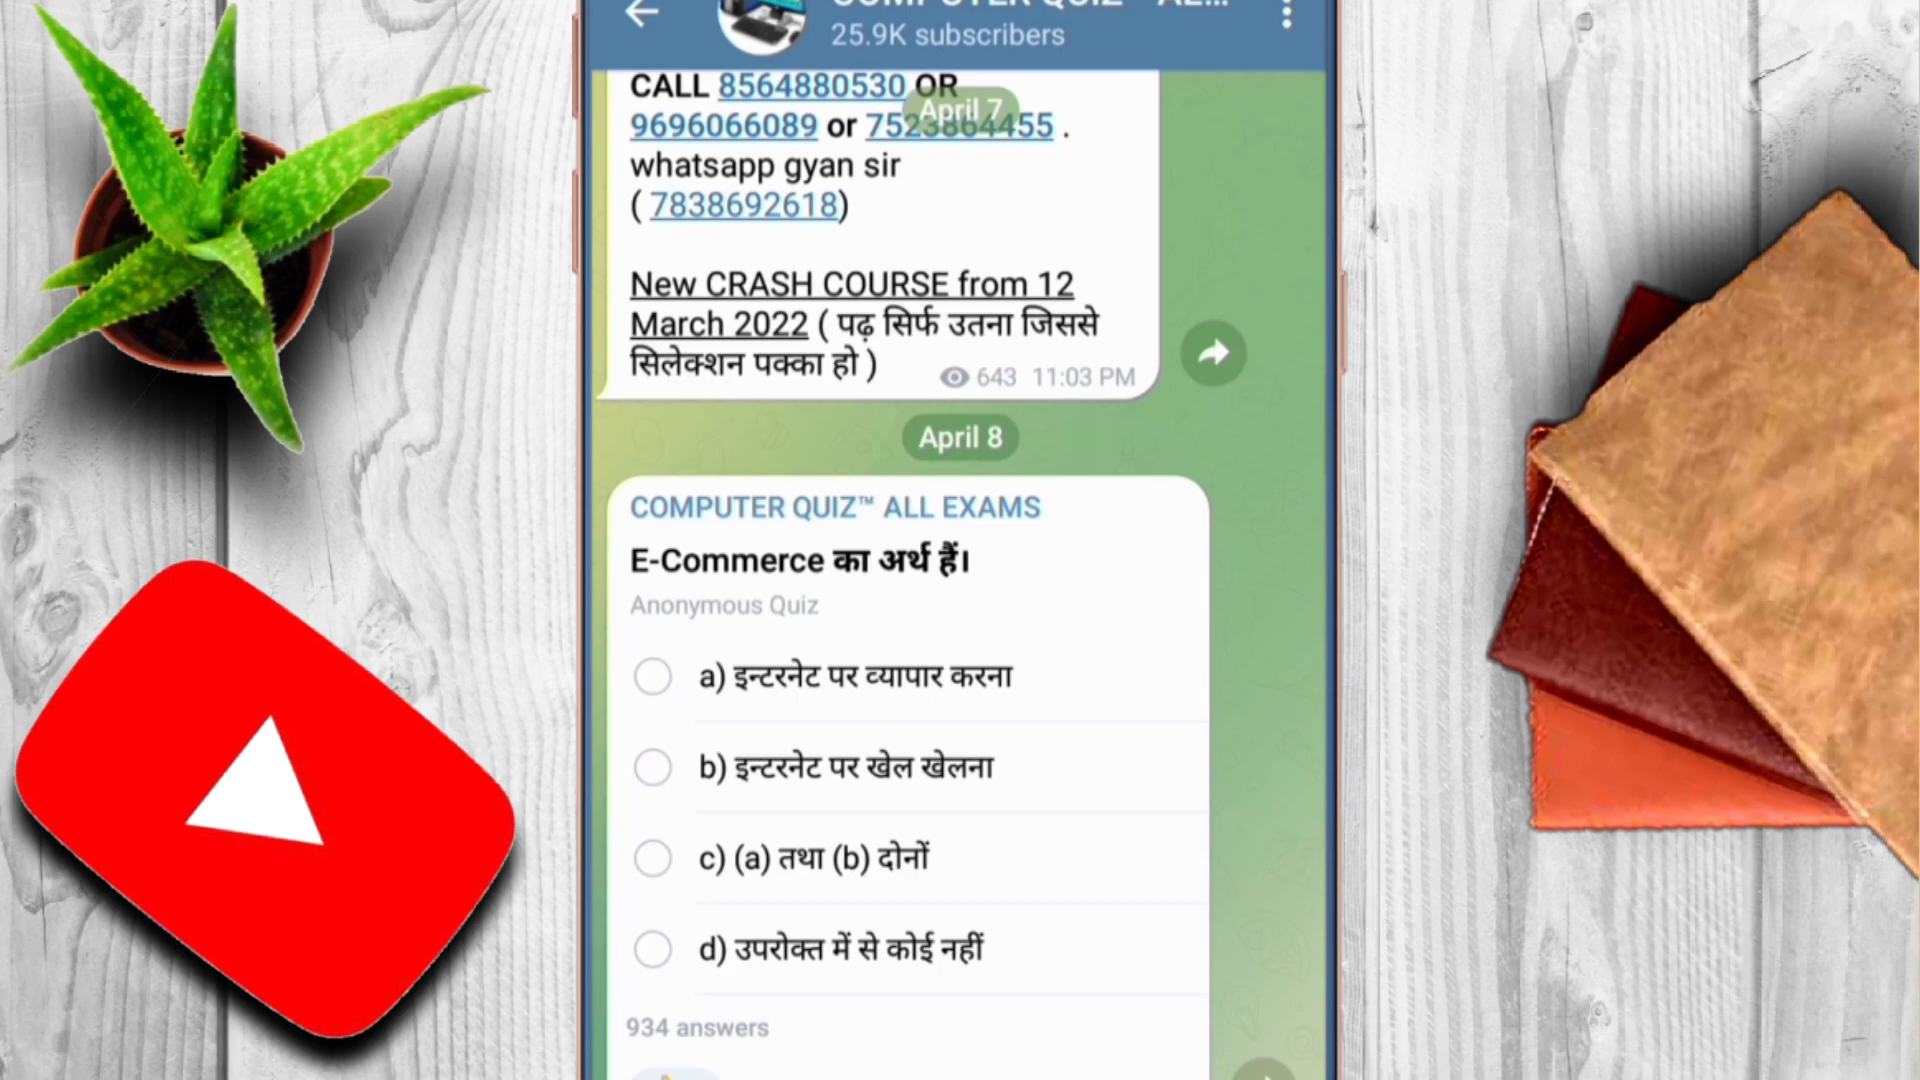 25.9K subscribers
CALL 8564880530 OR
April 7
9696066089 or 7523864455 .
whatsapp gyan sir
( 7838692618)
New CRASH COURSE from 12
March 2022 ( पढ़ सिर्फ उतना जिससे
सिलेक्शन पक्का हो )
643 11:03 PM
April 8
COMPUTER QUIZ™ ALL EXAMS
E-Commerce का अर्थ हैं।
Anonymous Quiz
a) इन्टरनेट पर व्यापार करना
b) इन्टरनेट पर खेल खेलना
c) (a) तथा (b) दोनों
d) उपरोक्त में से कोई नहीं
934 answers